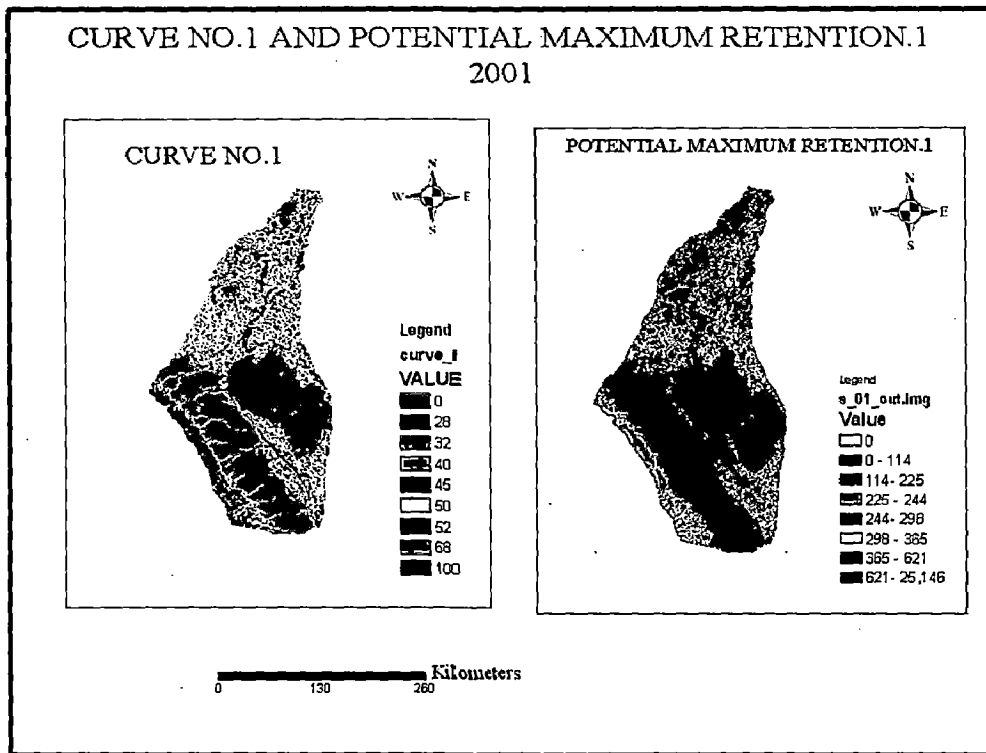 CURVE NO.1 AND POTENTIAL MAXIMUM RETENTION.1
2001
CURVE NO.1
N
W
E
S
Legend
curve_I
VALUE
0
28
32
40
45
50
52
68
100
POTENTIAL MAXIMUM RETENTION.1
N
W
E
S
Legend
s_01_out.img
Value
0
0 - 114
114 - 225
225 - 244
244 - 298
298 - 365
365 - 621
621 - 25,146
Kilometers
0 130 260